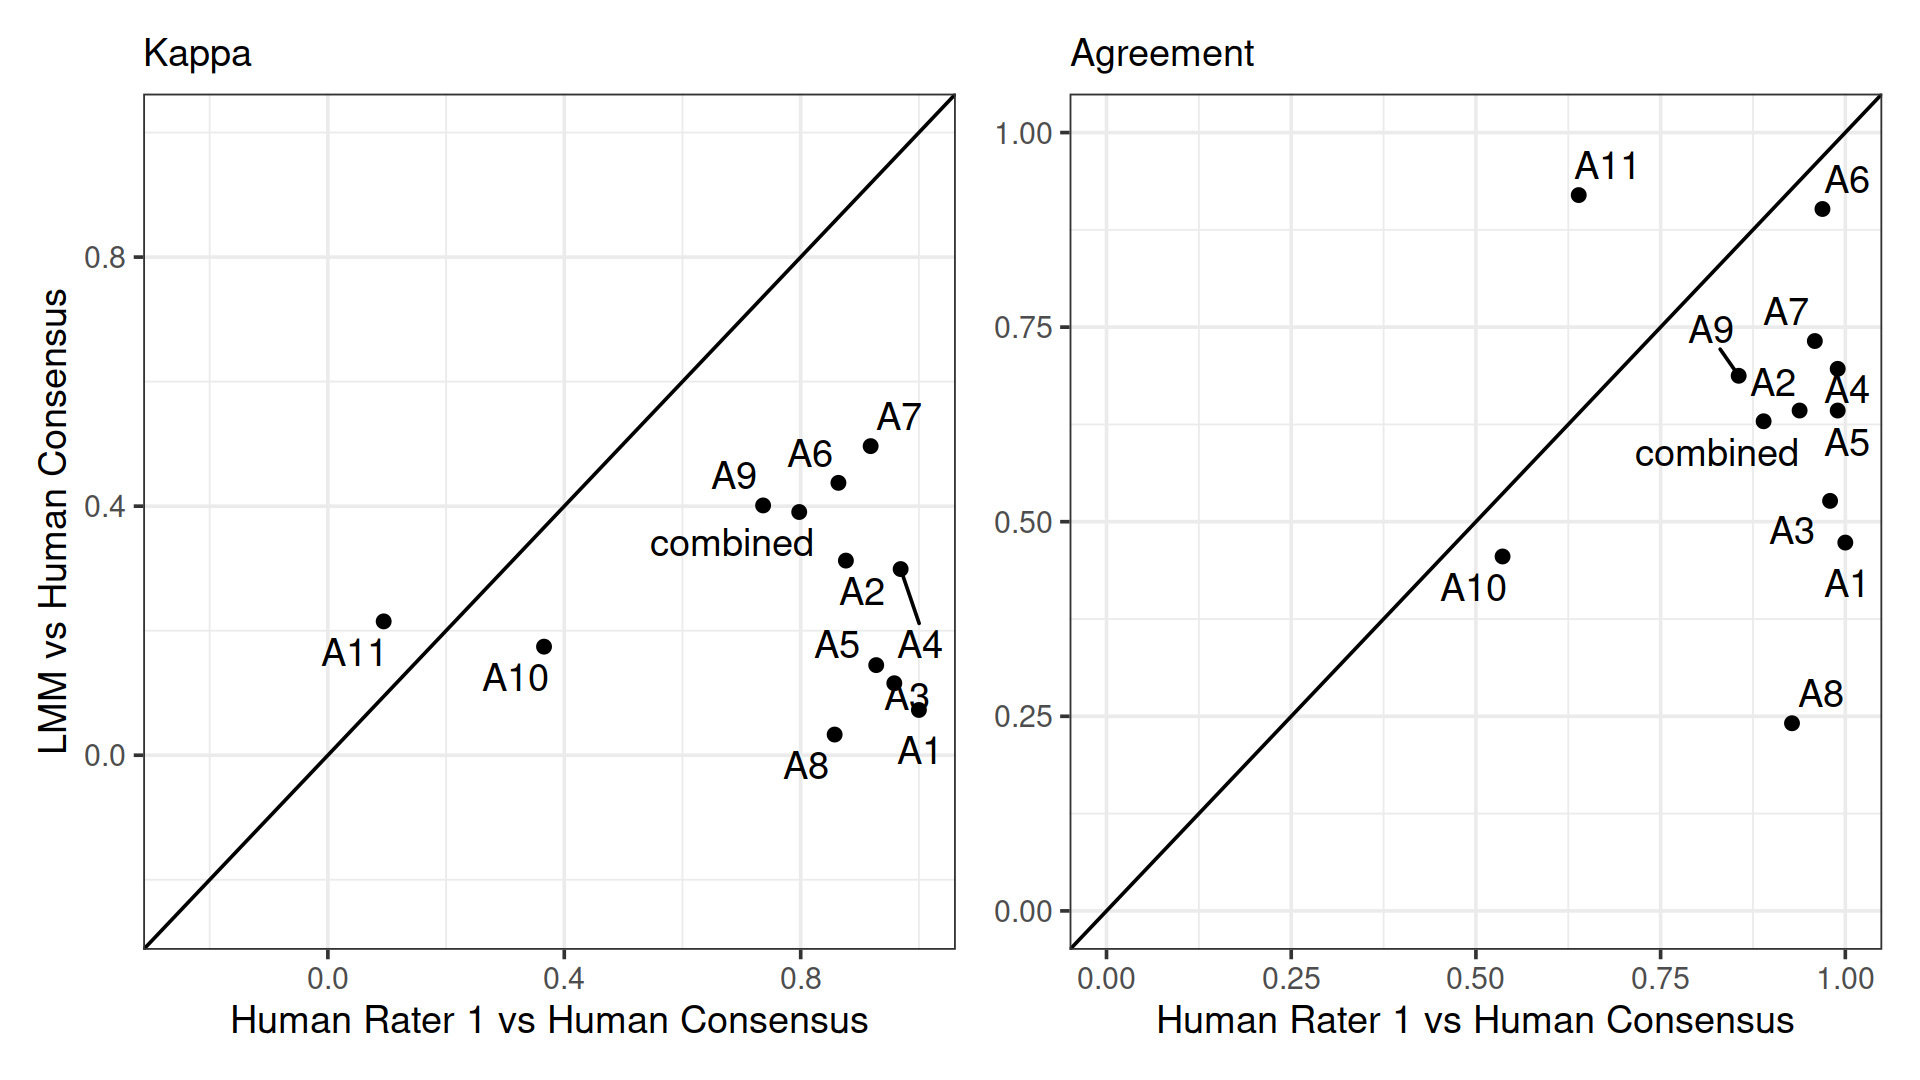 Kappa
Agreement
LMM vs Human Consensus
0.8
0.4
0.0
A7
A6
A9
combined
A2
A11
A10
A5
A4
A3
A8
A1
0.0
0.4
0.8
Human Rater 1 vs Human Consensus
1.00
0.75
0.50
0.25
0.00
A11
A6
A7
A9
A2
A4
combined
A5
A3
A10
A1
A8
0.00
0.25
0.50
0.75
1.00
Human Rater 1 vs Human Consensus